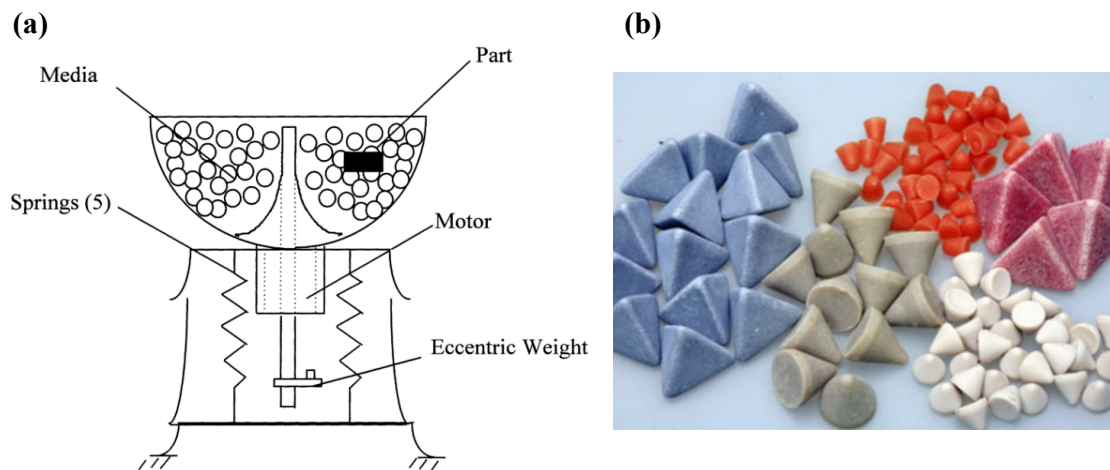 (a)
(b)
Part
Media
Springs (5)
Motor
Eccentric Weight